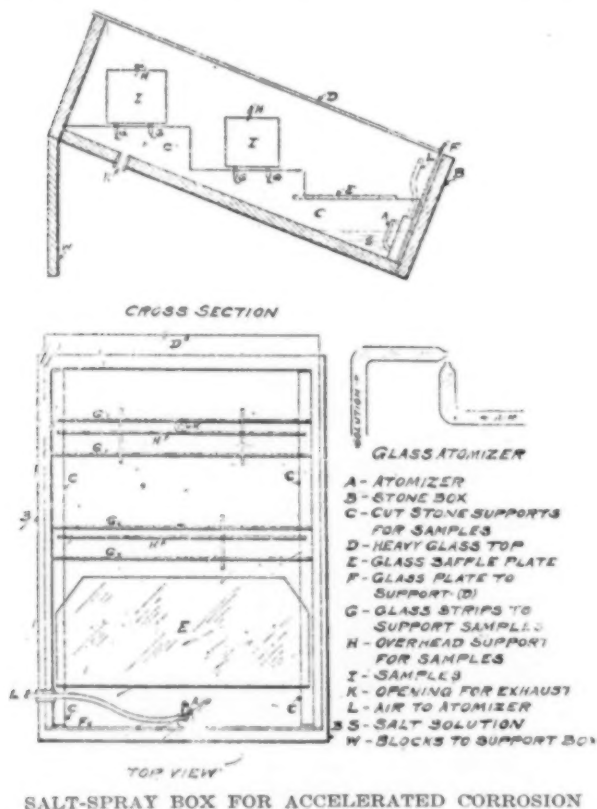 H
I
D
H
I
G
F
L
B
K
E
C
A
S
W
CROSS SECTION
D
SOLUTION
AIR
GLASS ATOMIZER
G
H
G
C
C
G
H
G
E
L
A
C
C
F
TOP VIEW
A - ATOMIZER
B - STONE BOX
C - CUT STONE SUPPORTS
FOR SAMPLES
D - HEAVY GLASS TOP
E - GLASS BAFFLE PLATE
F - GLASS PLATE TO
SUPPORT (D)
G - GLASS STRIPS TO
SUPPORT SAMPLES
H - OVERHEAD SUPPORT
FOR SAMPLES
I - SAMPLES
K - OPENING FOR EXHAUST
L - AIR TO ATOMIZER
S - SALT SOLUTION
W - BLOCKS TO SUPPORT BOX
SALT-SPRAY BOX FOR ACCELERATED CORROSION